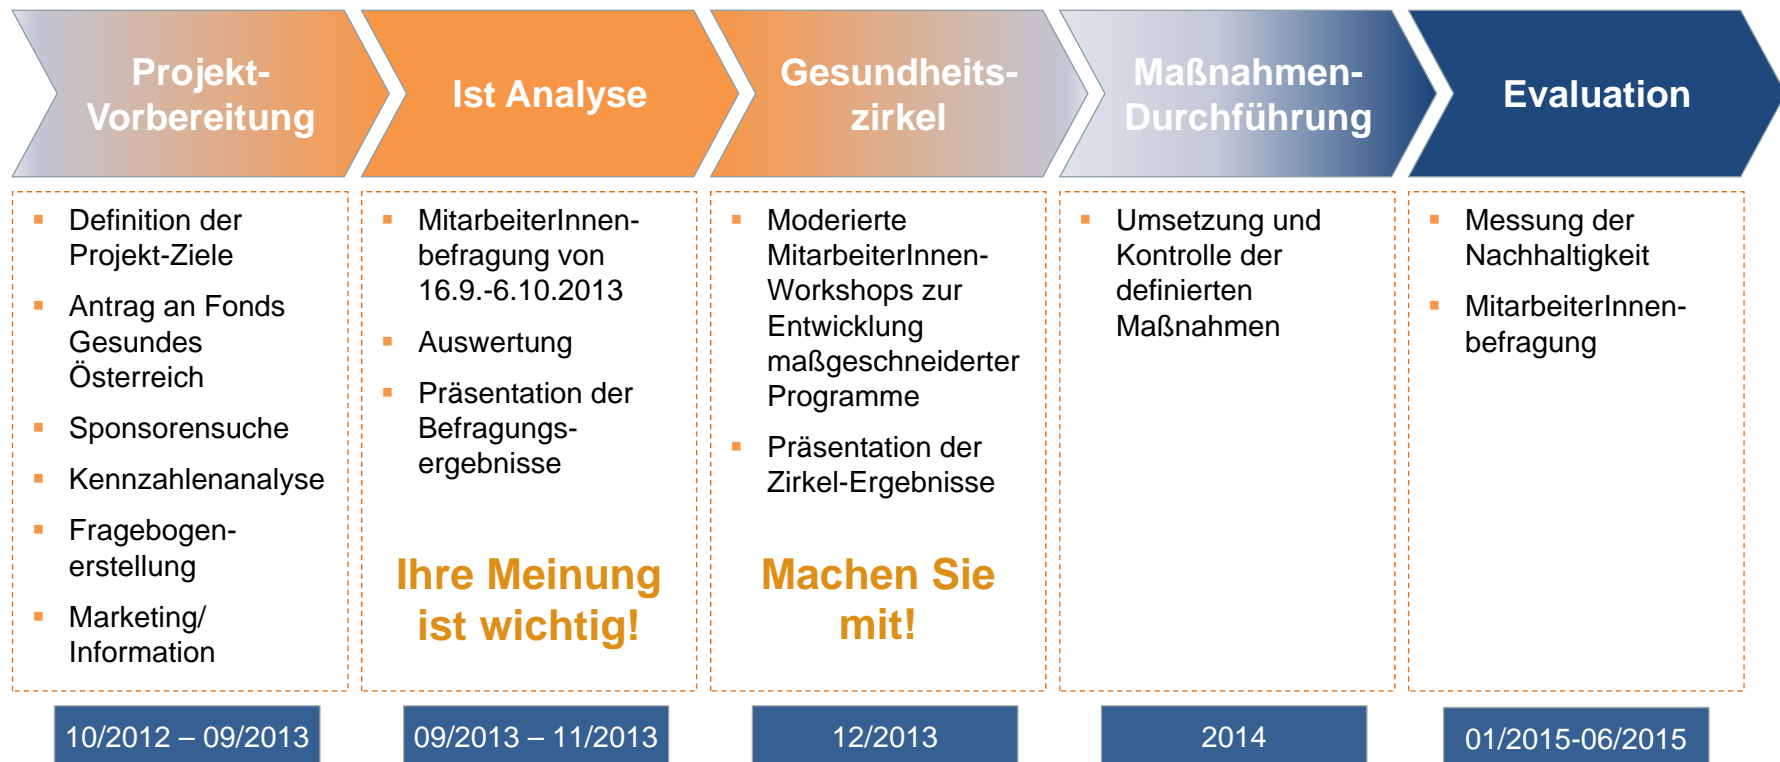 Projekt-
Vorbereitung
Ist Analyse
Gesundheits-
zirkel
Maßnahmen-
Durchführung
Evaluation
Definition der
Projekt-Ziele
Antrag an Fonds
Gesundes
Österreich
Sponsorensuche
Kennzahlenanalyse
Fragebogen-
erstellung
Marketing/
Information
MitarbeiterInnen-
befragung von
16.9.-6.10.2013
Auswertung
Präsentation der
Befragungs-
ergebnisse
Ihre Meinung
ist wichtig!
Moderierte
MitarbeiterInnen-
Workshops zur
Entwicklung
maßgeschneiderter
Programme
Präsentation der
Zirkel-Ergebnisse
Machen Sie
mit!
Umsetzung und
Kontrolle der
definierten
Maßnahmen
Messung der
Nachhaltigkeit
MitarbeiterInnen-
befragung
10/2012 – 09/2013
09/2013 – 11/2013
12/2013
2014
01/2015-06/2015